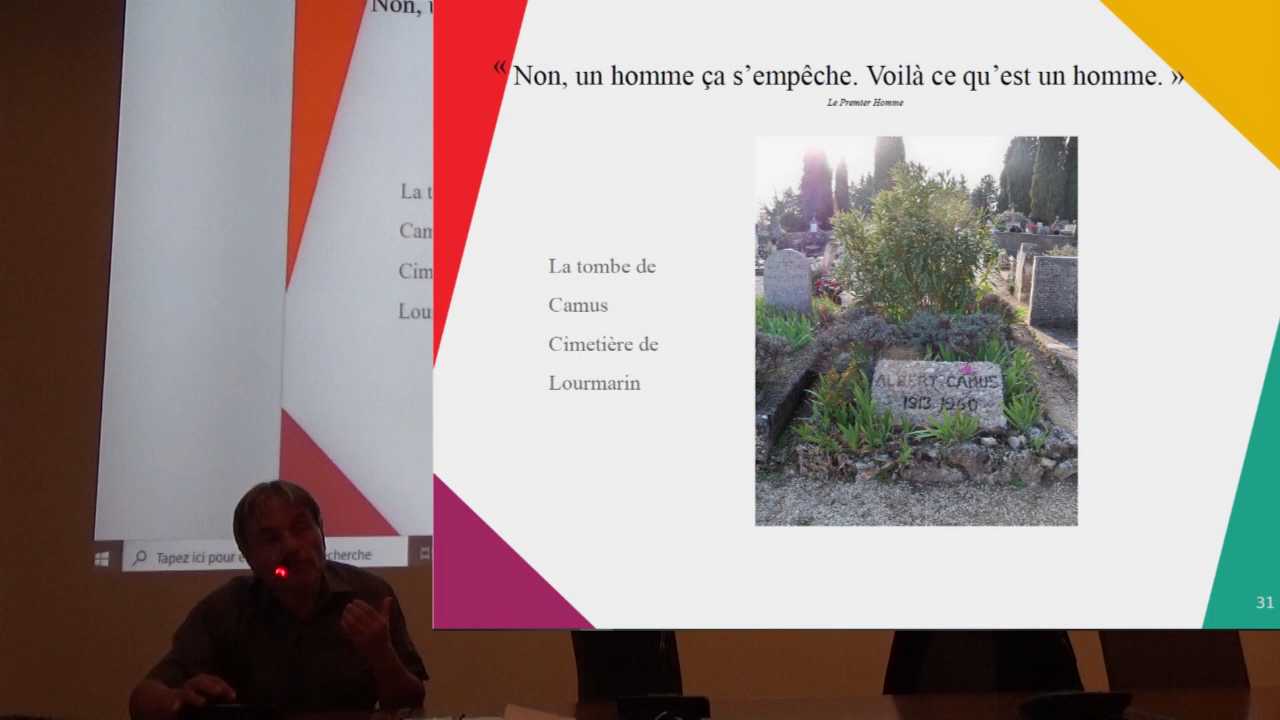 Non, u
La t
Cam
Cim
Lour
Tapez ici pour e cherche
« Non, un homme ça s’empêche. Voilà ce qu’est un homme. »
Le Premier Homme
La tombe de
Camus
Cimetière de
Lourmarin
ALBERT CAMUS
1913 1960
31